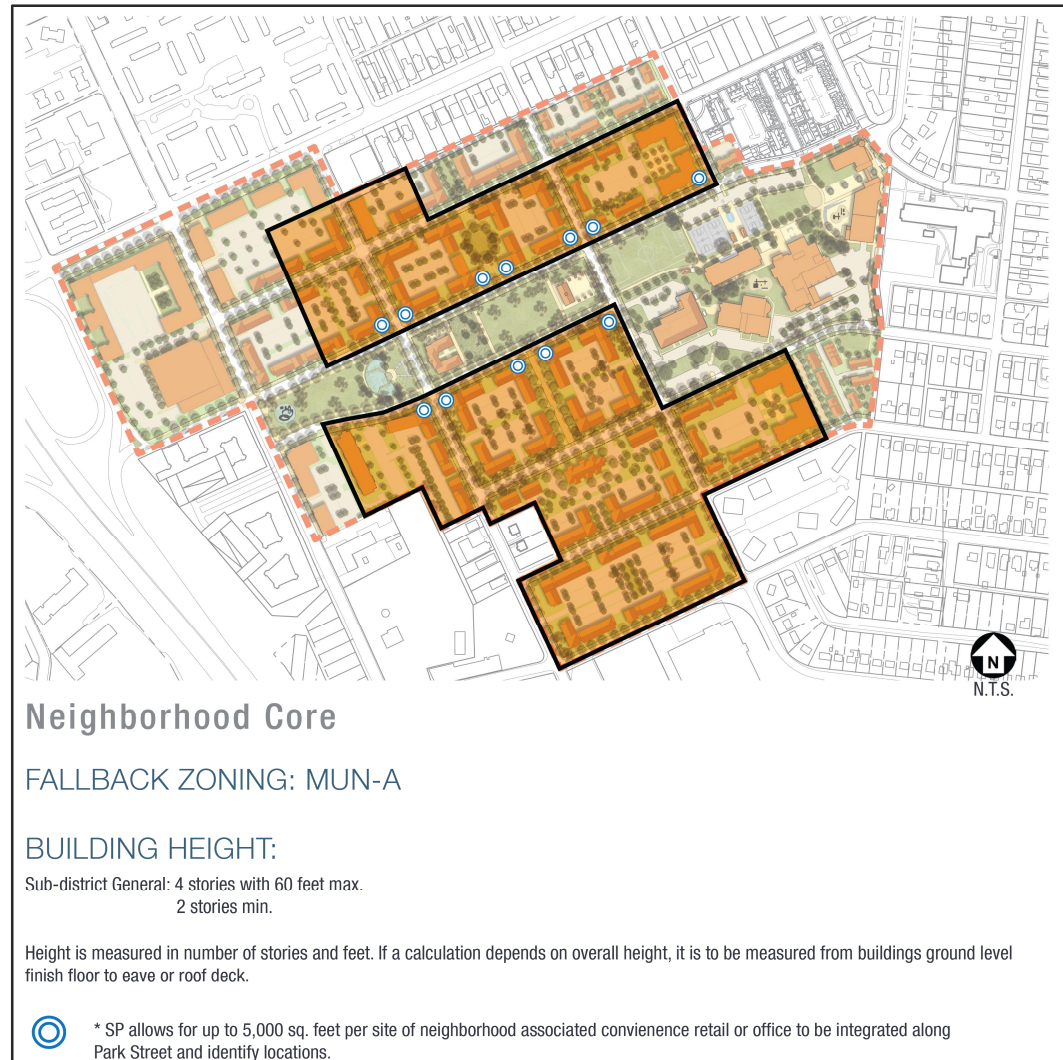 N
N.T.S.
Neighborhood Core
FALLBACK ZONING: MUN-A
BUILDING HEIGHT:
Sub-district General: 4 stories with 60 feet max.
2 stories min.
Height is measured in number of stories and feet. If a calculation depends on overall height, it is to be measured from buildings ground level
finish floor to eave or roof deck.
* SP allows for up to 5,000 sq. feet per site of neighborhood associated convienence retail or office to be integrated along
Park Street and identify locations.